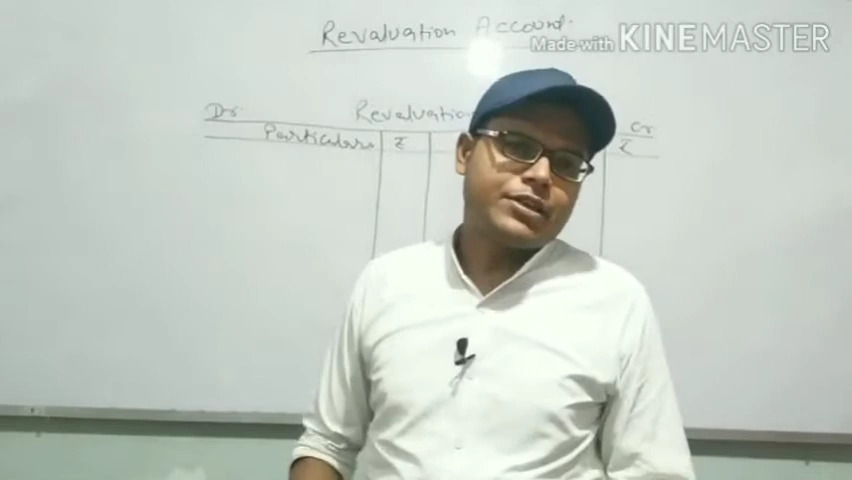 Revaluation Account.
Made with KINEMASTER
Dr. Revaluation Cr
Particulars ₹ ₹